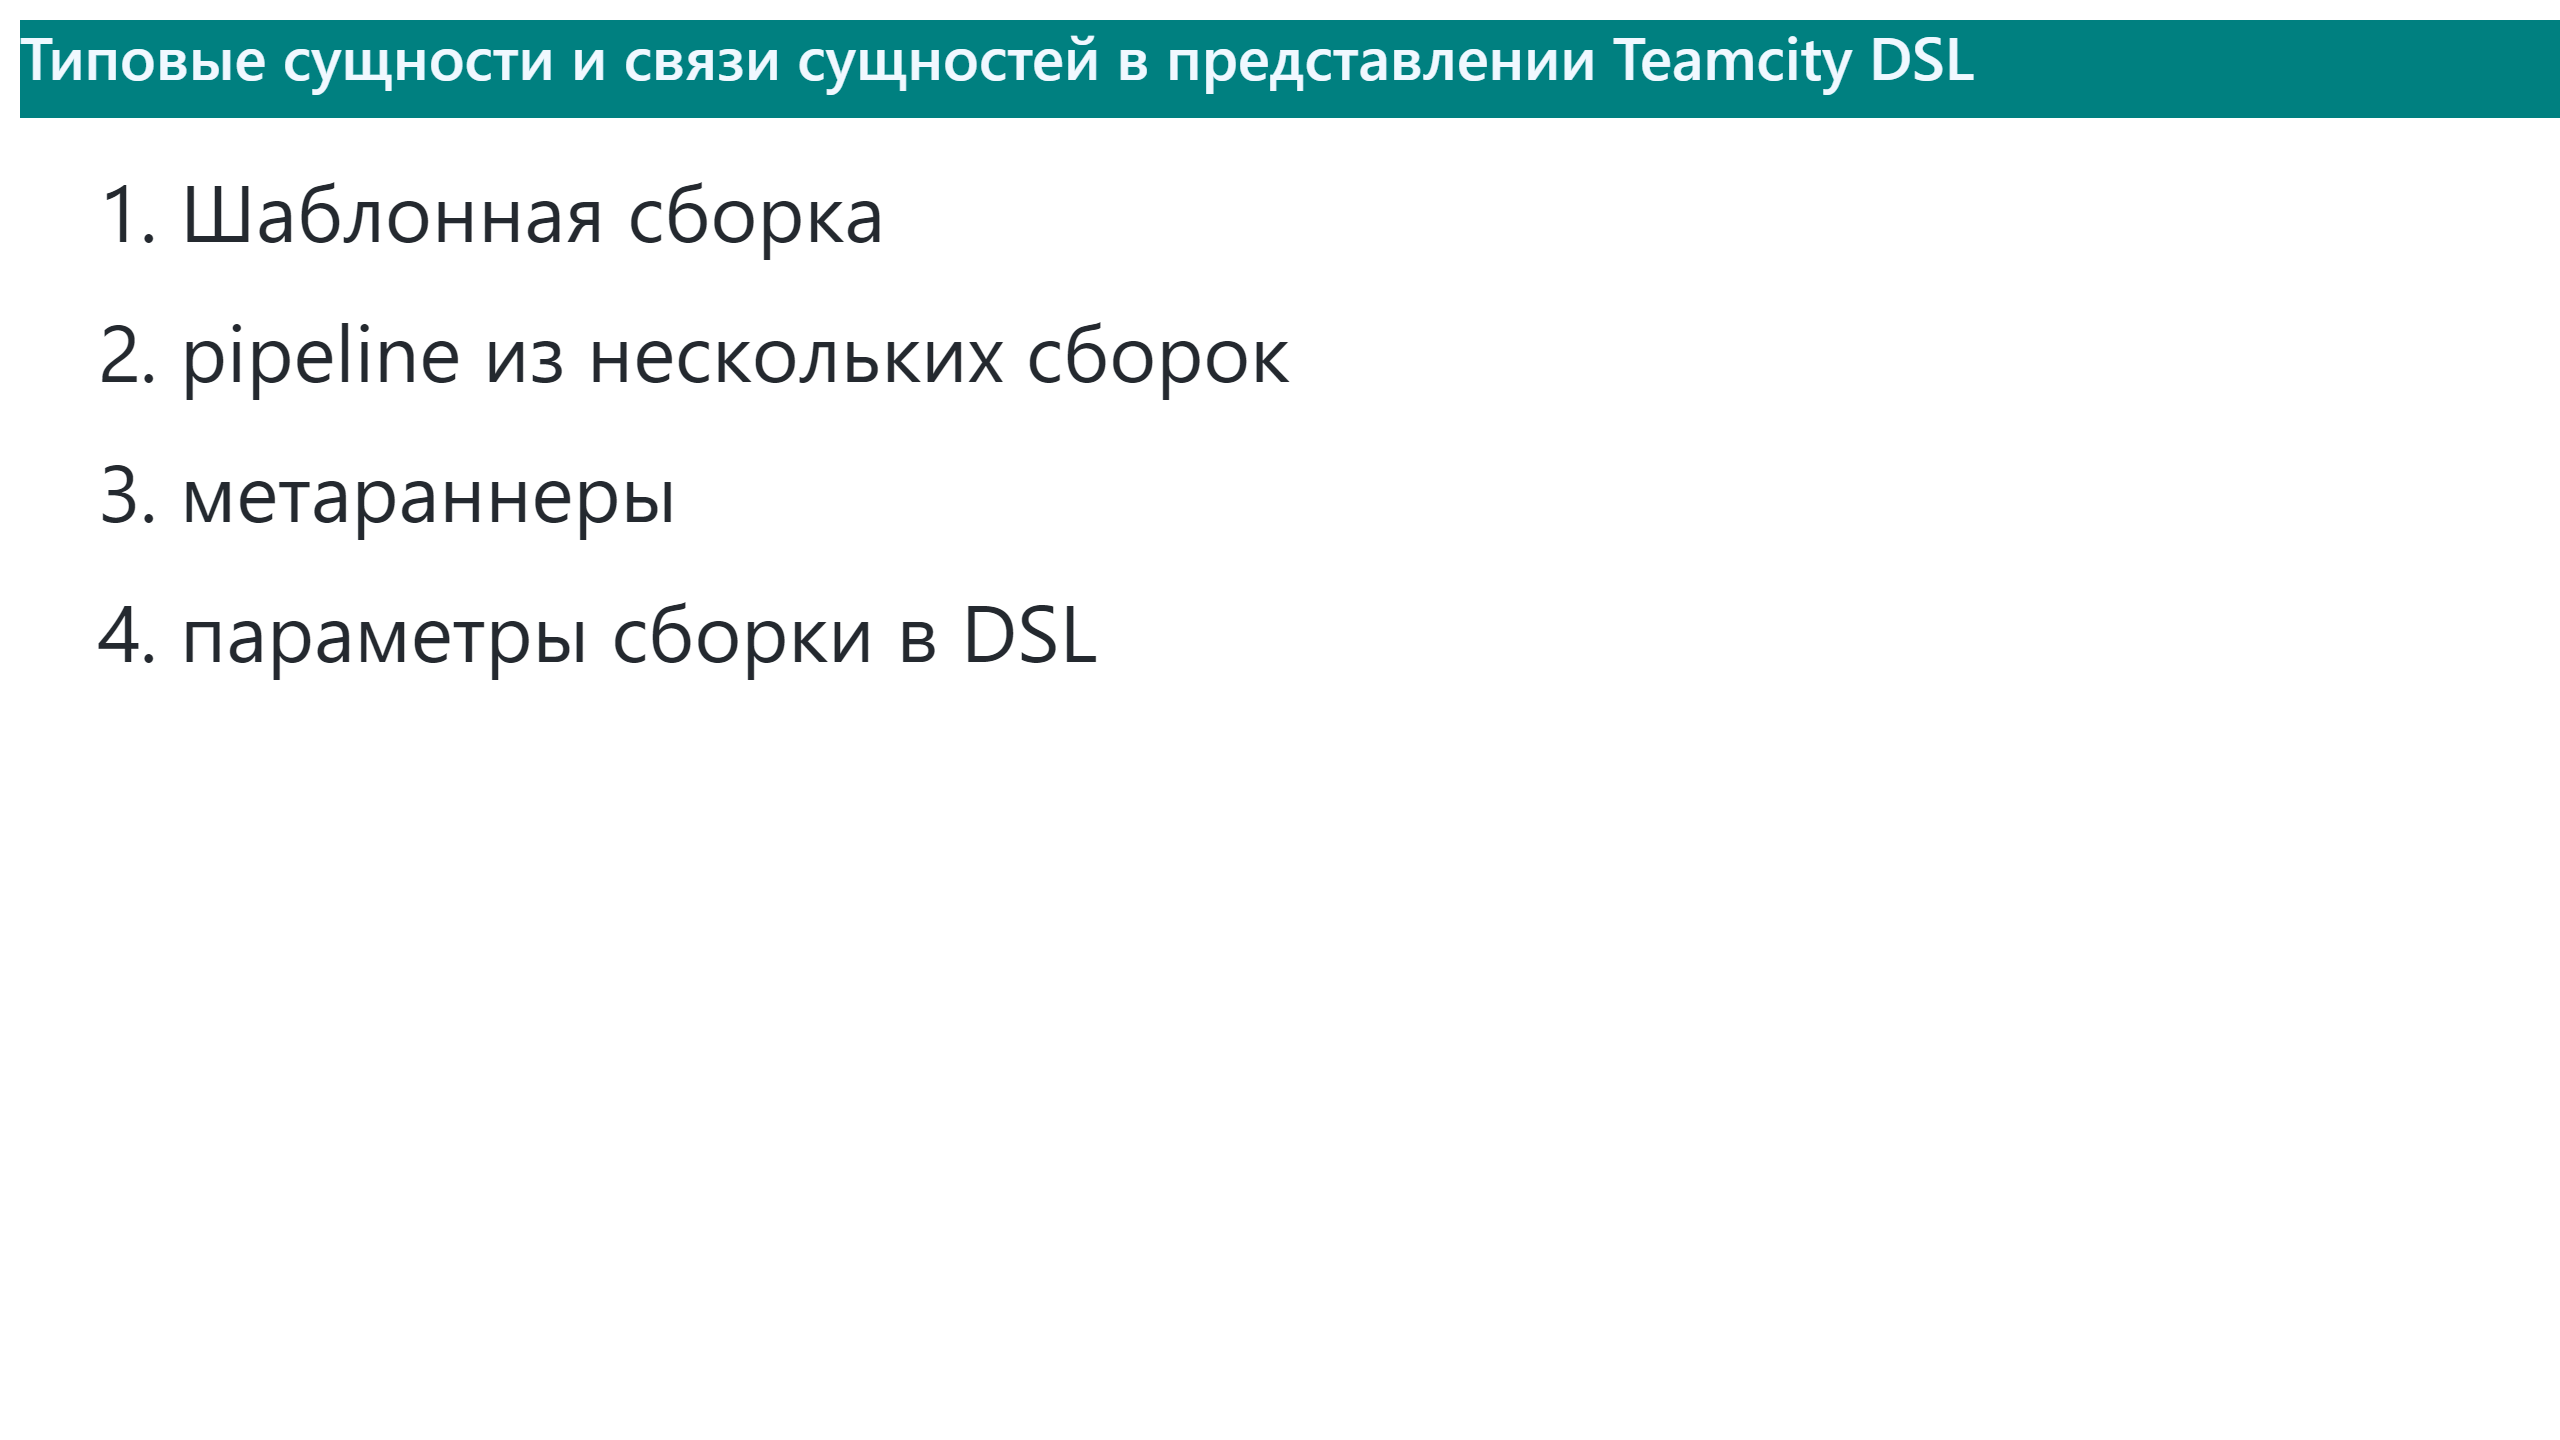 Типовые сущности и связи сущностей в представлении Teamcity DSL
1. Шаблонная сборка
2. pipeline из нескольких сборок
3. метараннеры
4. параметры сборки в DSL